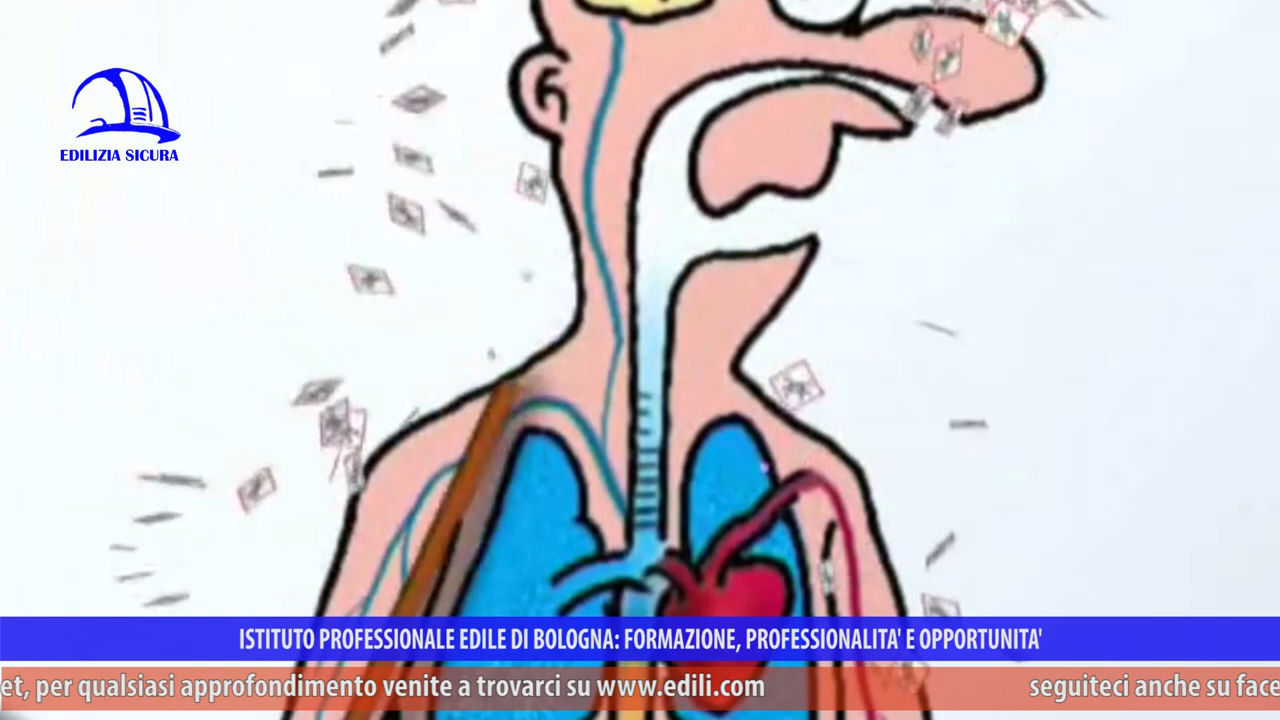 EDILIZIA SICURA
ISTITUTO PROFESSIONALE EDILE DI BOLOGNA: FORMAZIONE, PROFESSIONALITA' E OPPORTUNITA'
et, per qualsiasi approfondimento venite a trovarci su www.edili.com seguiteci anche su face